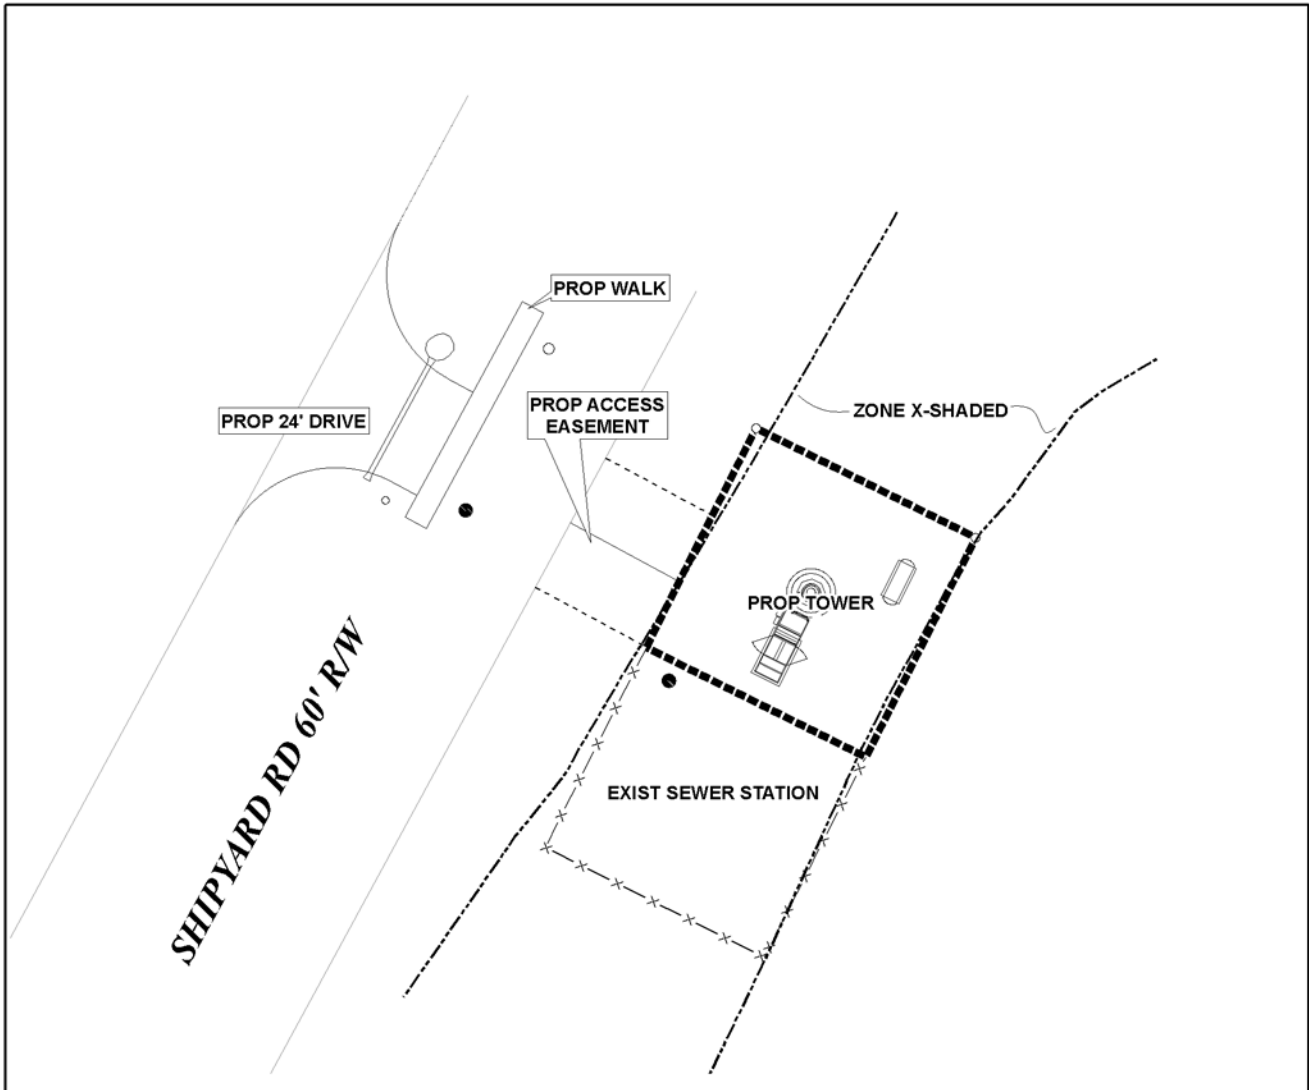 PROP WALK
PROP ACCESS
EASEMENT
PROP 24' DRIVE
ZONE X-SHADED
PROP TOWER
SHIPYARD RD 60' R/W
EXIST SEWER STATION